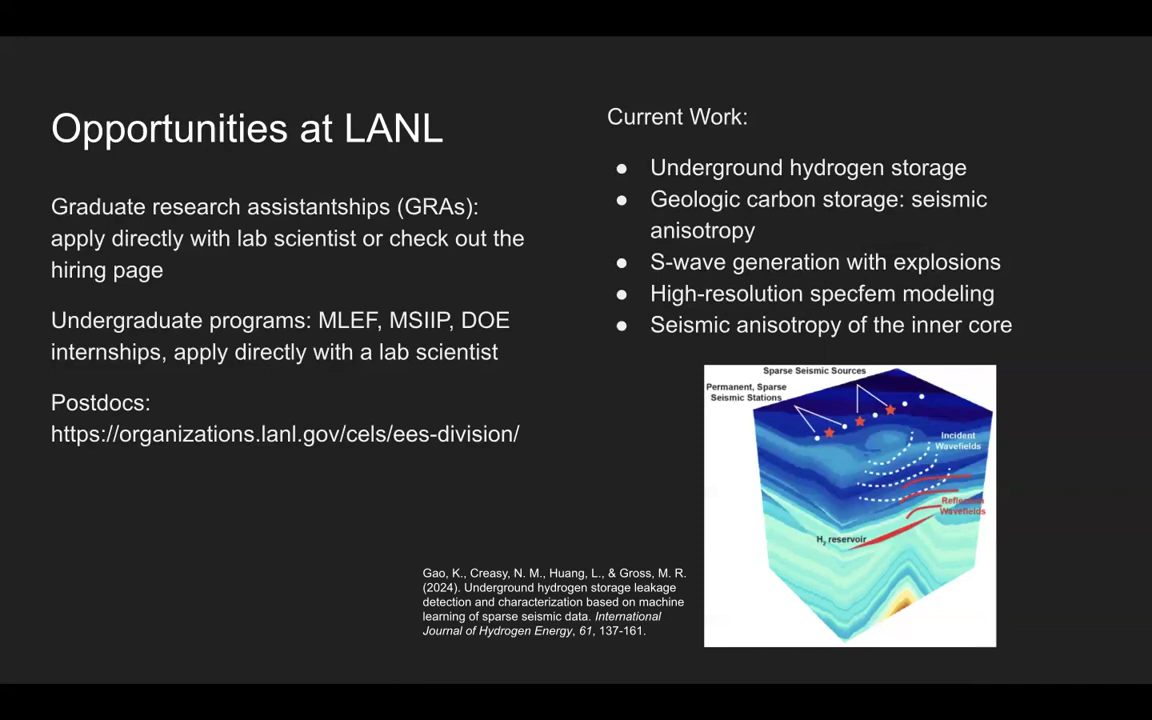 Opportunities at LANL
Graduate research assistantships (GRAs):
apply directly with lab scientist or check out the
hiring page
Undergraduate programs: MLEF, MSIIP, DOE
internships, apply directly with a lab scientist
Postdocs:
https://organizations.lanl.gov/cels/ees-division/
Current Work:
● Underground hydrogen storage
● Geologic carbon storage: seismic
anisotropy
● S-wave generation with explosions
● High-resolution specfem modeling
● Seismic anisotropy of the inner core
Sparse Seismic Sources
Permanent, Sparse
Seismic Stations
Incident
Wavefields
Reflection
Wavefields
H2 reservoir
Gao, K., Creasy, N. M., Huang, L., & Gross, M. R.
(2024). Underground hydrogen storage leakage
detection and characterization based on machine
learning of sparse seismic data. International
Journal of Hydrogen Energy, 61, 137-161.